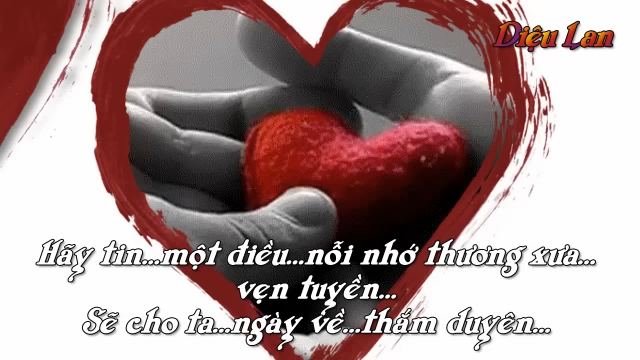 Diệu Lan
Hãy tin...một điều...nỗi nhớ thương xưa...
vẹn tuyền...
Sẽ cho ta...ngày về...thắm duyên...